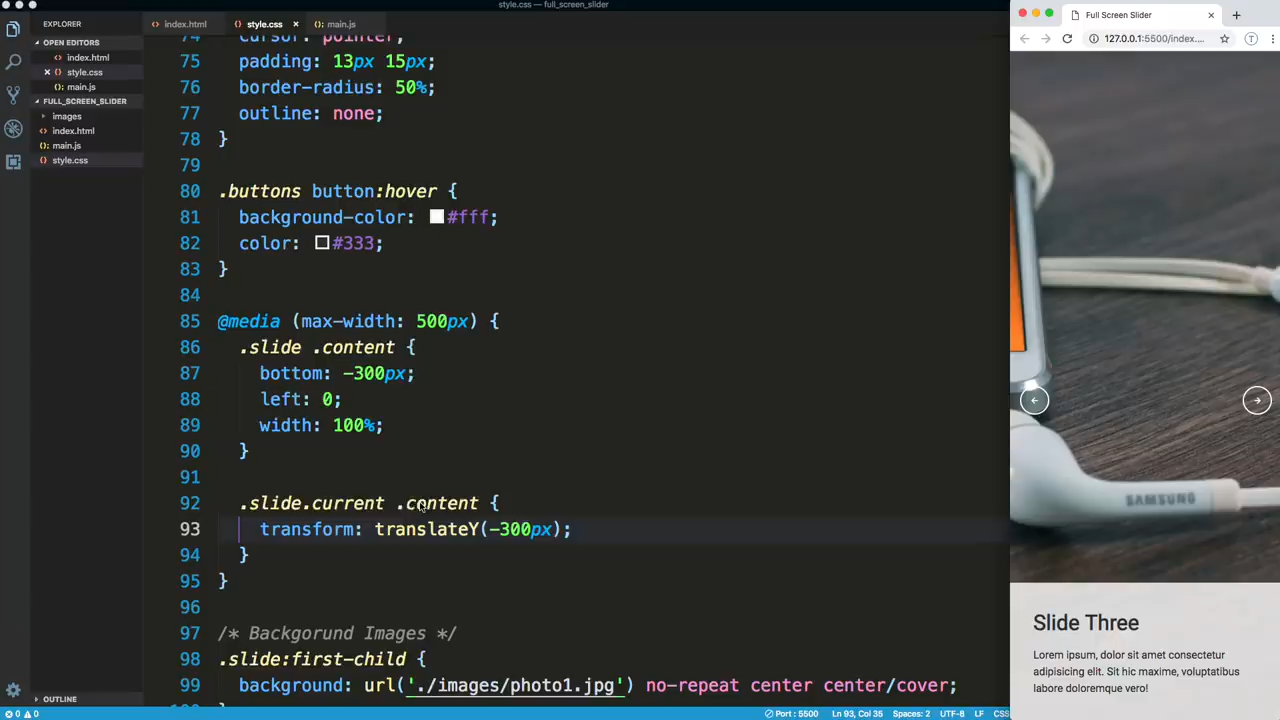 style.css — full_screen_slider
EXPLORER
OPEN EDITORS
index.html
style.css
main.js
FULL_SCREEN_SLIDER
images
index.html
main.js
style.css
OUTLINE
index.html
style.css
main.js
74 cursor: pointer;
75 padding: 13px 15px;
76 border-radius: 50%;
77 outline: none;
78 }
79
80 .buttons button:hover {
81 background-color: #fff;
82 color: #333;
83 }
84
85 @media (max-width: 500px) {
86 .slide .content {
87 bottom: -300px;
88 left: 0;
89 width: 100%;
90 }
91
92 .slide.current .content {
93 transform: translateY(-300px);
94 }
95 }
96
97 /* Backgorund Images */
98 .slide:first-child {
99 background: url('./images/photo1.jpg') no-repeat center center/cover;
0 0
Port : 5500
Ln 93, Col 35
Spaces: 2
UTF-8
LF
CSS
Full Screen Slider
127.0.0.1:5500/index....
T
SAMSUNG
Slide Three
Lorem ipsum, dolor sit amet consectetur
adipisicing elit. Sit hic maxime, voluptatibus
labore doloremque vero!